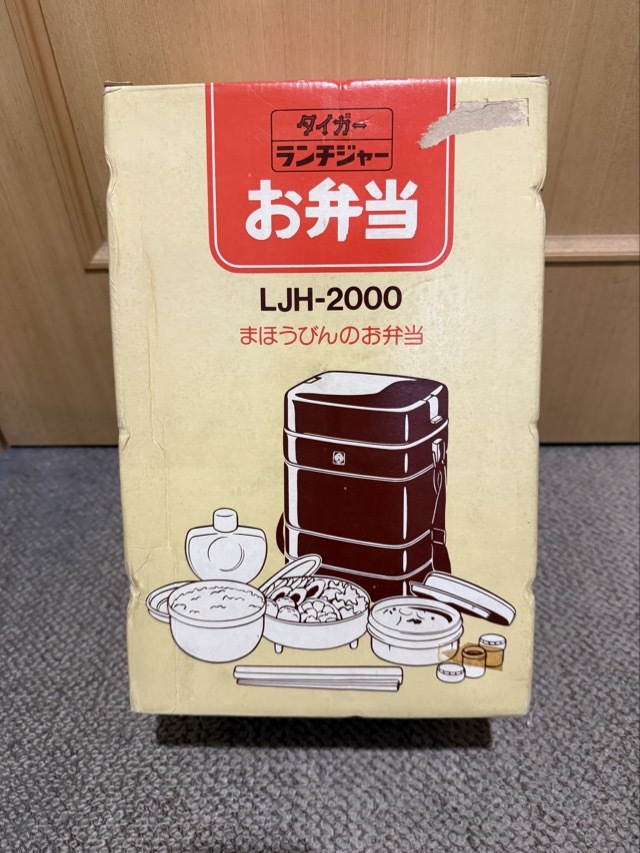 タイガー
ランチジャー
お弁当
LJH-2000
まほうびんのお弁当